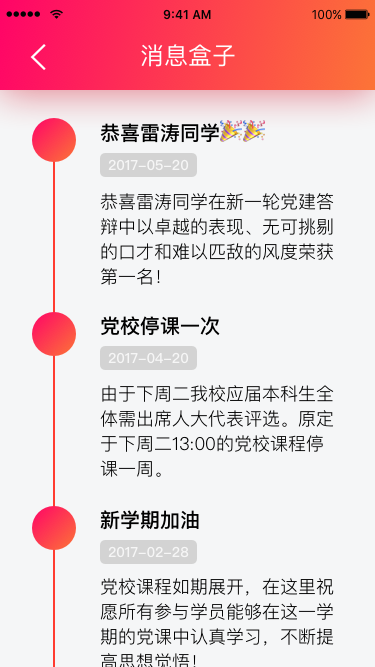 9:41 AM 100%
消息盒子
恭喜雷涛同学🎉🎉
2017-05-20
恭喜雷涛同学在新一轮党建答
辩中以卓越的表现、无可挑剔
的口才和难以匹敌的风度荣获
第一名！
党校停课一次
2017-04-20
由于下周二我校应届本科生全
体需出席人大代表评选。原定
于下周二13:00的党校课程停
课一周。
新学期加油
2017-02-28
党校课程如期展开，在这里祝
愿所有参与学员能够在这一学
期的党课中认真学习，不断提
高思想觉悟！